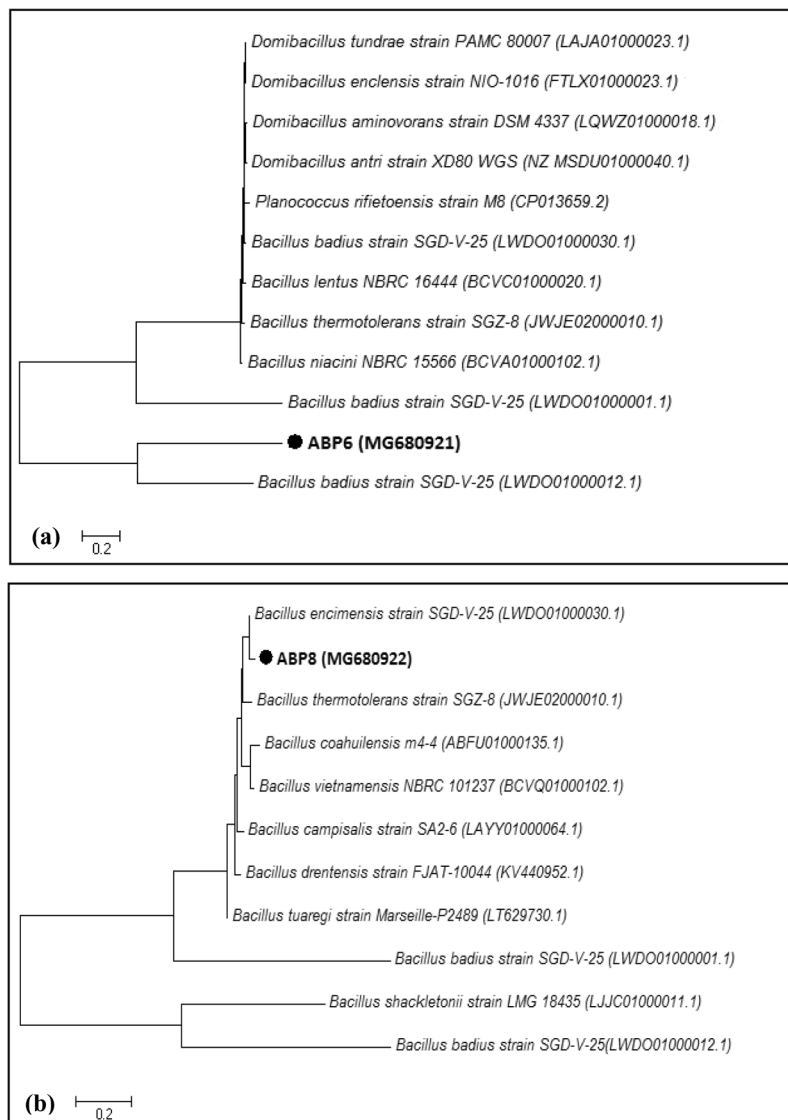 Domibacillus tundrae strain PAMC 80007 (LAJA01000023.1)
Domibacillus enclensis strain NIO-1016 (FTLX01000023.1)
Domibacillus aminovorans strain DSM 4337 (LQWZ01000018.1)
Domibacillus antri strain XD80 WGS (NZ MSDU01000040.1)
Planococcus rifietoensis strain M8 (CP013659.2)
Bacillus badius strain SGD-V-25 (LWDO01000030.1)
Bacillus lentus NBRC 16444 (BCVC01000020.1)
Bacillus thermotolerans strain SGZ-8 (JWJE02000010.1)
Bacillus niacini NBRC 15566 (BCVA01000102.1)
Bacillus badius strain SGD-V-25 (LWDO01000001.1)
ABP6 (MG680921)
Bacillus badius strain SGD-V-25 (LWDO01000012.1)
(a)
0.2
Bacillus encimensis strain SGD-V-25 (LWDO01000030.1)
ABP8 (MG680922)
Bacillus thermotolerans strain SGZ-8 (JWJE02000010.1)
Bacillus coahuilensis m4-4 (ABFU01000135.1)
Bacillus vietnamensis NBRC 101237 (BCVQ01000102.1)
Bacillus campisalis strain SA2-6 (LAYY01000064.1)
Bacillus drentensis strain FJAT-10044 (KV440952.1)
Bacillus tuaregi strain Marseille-P2489 (LT629730.1)
Bacillus badius strain SGD-V-25 (LWDO01000001.1)
Bacillus shackletonii strain LMG 18435 (LJJC01000011.1)
Bacillus badius strain SGD-V-25(LWDO01000012.1)
(b)
0.2